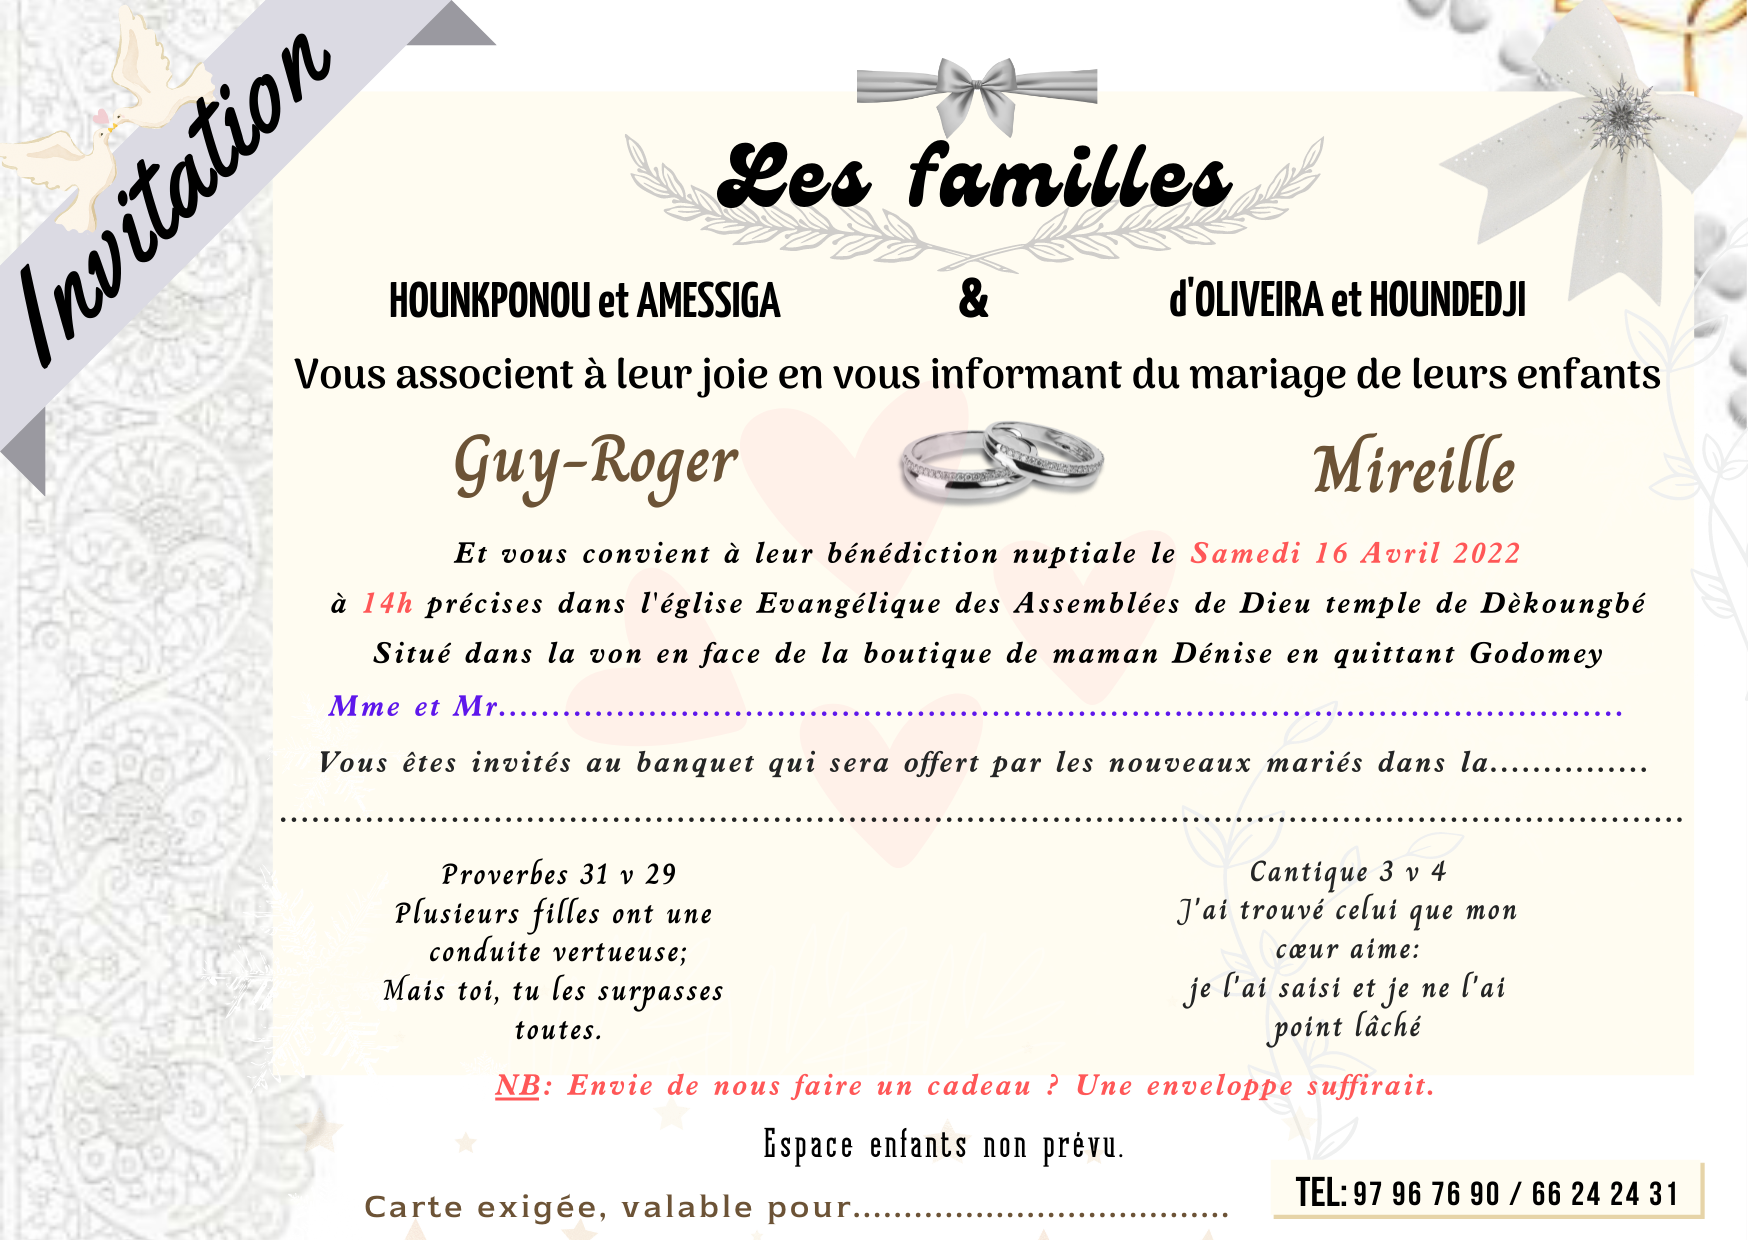 Invitation
Les familles
HOUNKPONOU et AMESSIGA & d'OLIVEIRA et HOUNDEDJI
Vous associent à leur joie en vous informant du mariage de leurs enfants
Guy-Roger Mireille
Et vous convient à leur bénédiction nuptiale le Samedi 16 Avril 2022
à 14h précises dans l'église Evangélique des Assemblées de Dieu temple de Dèkoungbé
Situé dans la von en face de la boutique de maman Dénise en quittant Godomey
Mme et Mr.......................................................................................................
Vous êtes invités au banquet qui sera offert par les nouveaux mariés dans la...............
.................................................................................................................
Proverbes 31 v 29
Plusieurs filles ont une
conduite vertueuse;
Mais toi, tu les surpasses
toutes.
Cantique 3 v 4
J'ai trouvé celui que mon
cœur aime:
je l'ai saisi et je ne l'ai
point lâché
NB: Envie de nous faire un cadeau ? Une enveloppe suffirait.
Espace enfants non prévu.
Carte exigée, valable pour.....................................
TEL: 97 96 76 90 / 66 24 24 31